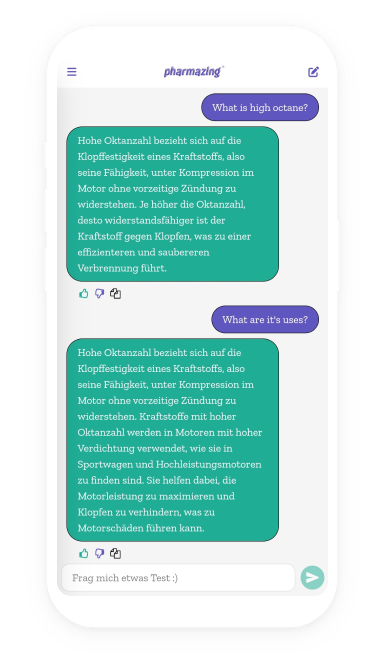 pharmazing
What is high octane?
Hohe Oktanzahl bezieht sich auf die
Klopffestigkeit eines Kraftstoffs, also
seine Fähigkeit, unter Kompression im
Motor ohne vorzeitige Zündung zu
widerstehen. Je höher die Oktanzahl,
desto widerstandsfähiger ist der
Kraftstoff gegen Klopfen, was zu einer
effizienteren und saubereren
Verbrennung führt.
What are it's uses?
Hohe Oktanzahl bezieht sich auf die
Klopffestigkeit eines Kraftstoffs, also
seine Fähigkeit, unter Kompression im
Motor ohne vorzeitige Zündung zu
widerstehen. Kraftstoffe mit hoher
Oktanzahl werden in Motoren mit hoher
Verdichtung verwendet, wie sie in
Sportwagen und Hochleistungsmotoren
zu finden sind. Sie helfen dabei, die
Motorleistung zu maximieren und
Klopfen zu verhindern, was zu
Motorschäden führen kann.
Frag mich etwas Test :)